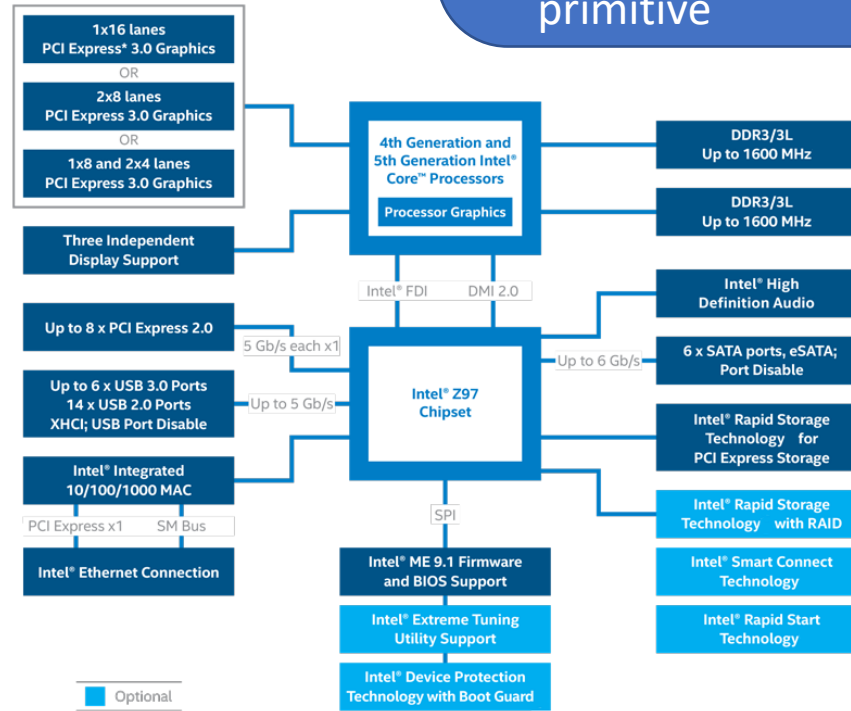 primitive
1x16 lanes
PCI Express* 3.0 Graphics
OR
2x8 lanes
PCI Express 3.0 Graphics
OR
1x8 and 2x4 lanes
PCI Express 3.0 Graphics
Three Independent
Display Support
Up to 8 x PCI Express 2.0
5 Gb/s each x1
Up to 6 x USB 3.0 Ports
14 x USB 2.0 Ports
XHCI; USB Port Disable
Up to 5 Gb/s
Intel® Integrated
10/100/1000 MAC
PCI Express x1
SM Bus
Intel® Ethernet Connection
4th Generation and
5th Generation Intel®
Core™ Processors
Processor Graphics
Intel® FDI
DMI 2.0
Intel® Z97
Chipset
SPI
Intel® ME 9.1 Firmware
and BIOS Support
Intel® Extreme Tuning
Utility Support
Intel® Device Protection
Technology with Boot Guard
DDR3/3L
Up to 1600 MHz
DDR3/3L
Up to 1600 MHz
Intel® High
Definition Audio
Up to 6 Gb/s
6 x SATA ports, eSATA;
Port Disable
Intel® Rapid Storage
Technology for
PCI Express Storage
Intel® Rapid Storage
Technology with RAID
Intel® Smart Connect
Technology
Intel® Rapid Start
Technology
Optional